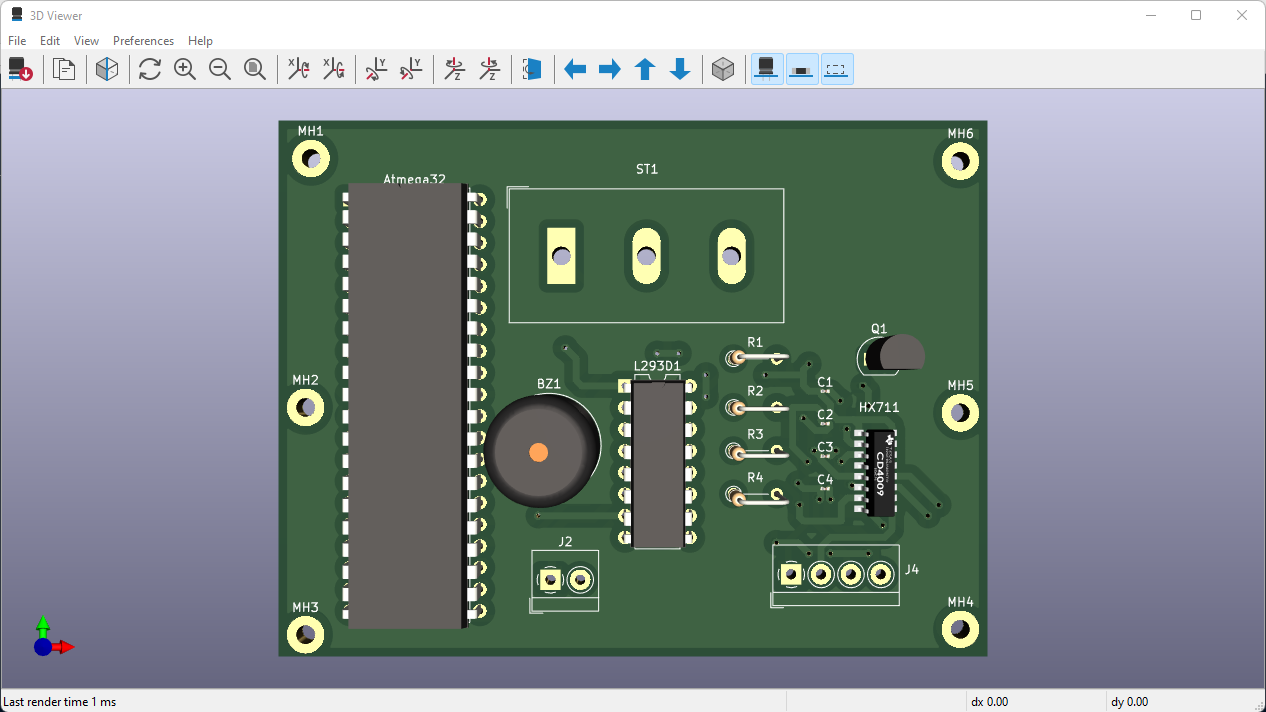 3D Viewer
File Edit View Preferences Help
X X Y Y Z Z
MH1
MH6
ST1
Atmega32
Q1
R1
L293D1
MH2
BZ1
C1
MH5
R2
HX711
C2
R3
C3
CD4009
R4
C4
J2
J4
MH3
MH4
Last render time 1 ms
dx 0.00
dy 0.00